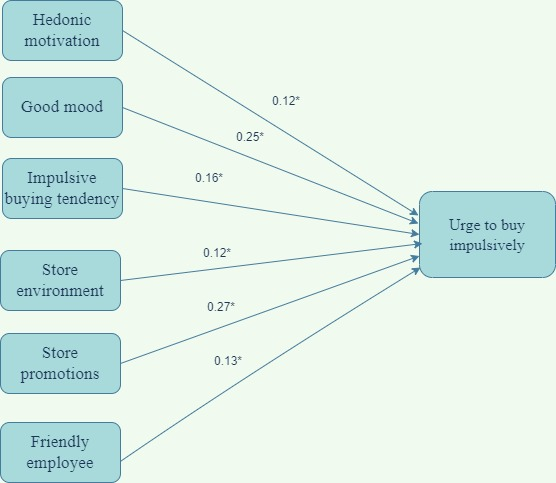 Hedonic
motivation
0.12*
Good mood
0.25*
Impulsive
buying tendency
0.16*
Urge to buy
impulsively
Store
environment
0.12*
Store
promotions
0.27*
Friendly
employee
0.13*